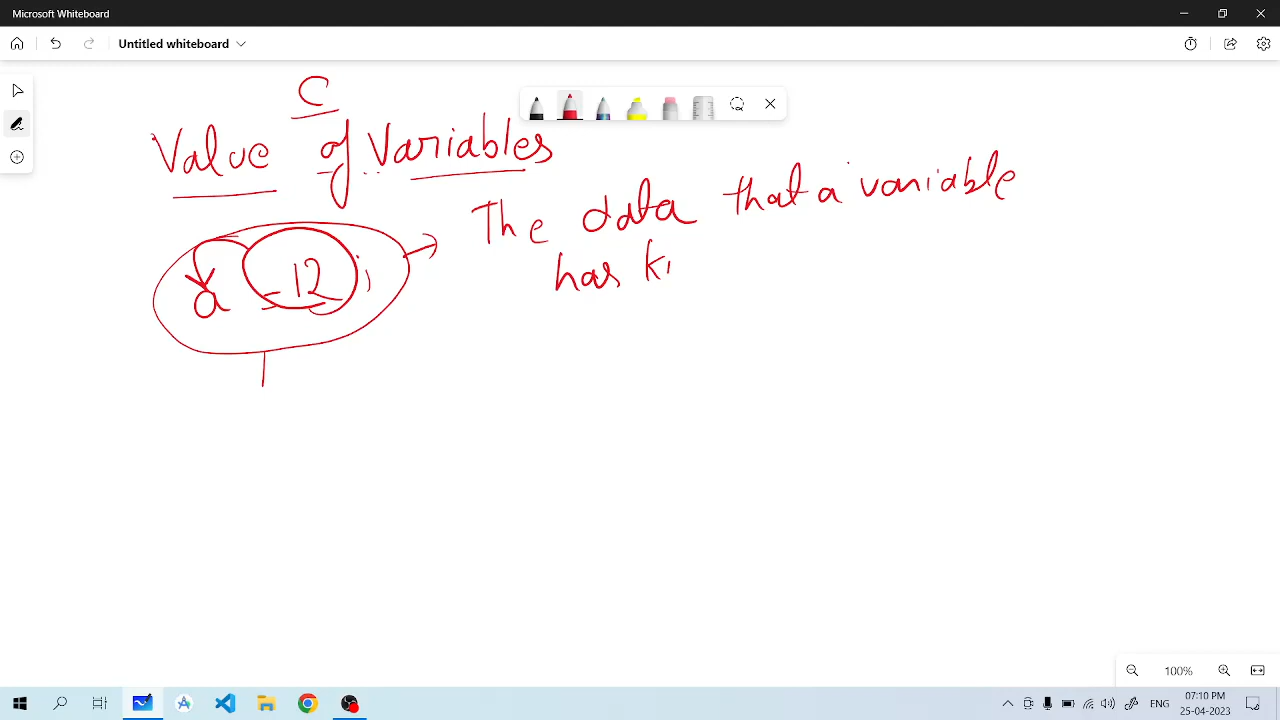 Microsoft Whiteboard
Untitled whiteboard
C
Value of Variables
The data that a variable
has
a = 12;
100%
ENG
07:10 PM
25-04-2023